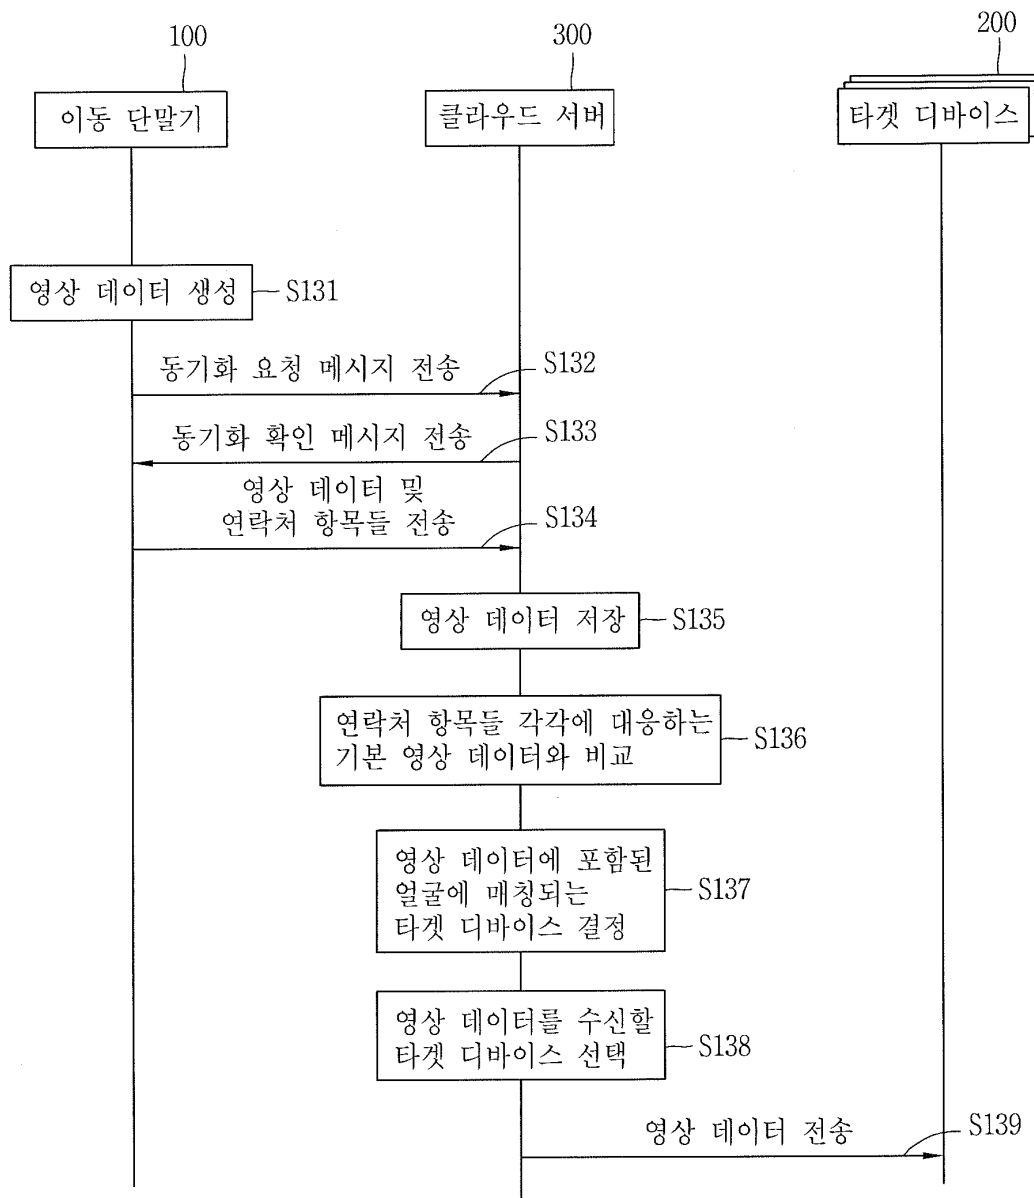 100
300
200
이동 단말기
클라우드 서버
타겟 디바이스
영상 데이터 생성
S131
동기화 요청 메시지 전송
S132
동기화 확인 메시지 전송
S133
영상 데이터 및
연락처 항목들 전송
S134
영상 데이터 저장
S135
연락처 항목들 각각에 대응하는
기본 영상 데이터와 비교
S136
영상 데이터에 포함된
얼굴에 매칭되는
타겟 디바이스 결정
S137
영상 데이터를 수신할
타겟 디바이스 선택
S138
영상 데이터 전송
S139